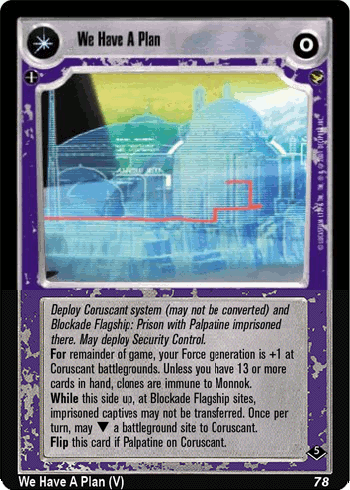 We Have A Plan
0
Deploy Coruscant system (may not be converted) and
Blockade Flagship: Prison with Palpatine imprisoned
there. May deploy Security Control.
For remainder of game, your Force generation is +1 at
Coruscant battlegrounds. Unless you have 13 or more
cards in hand, clones are immune to Monnok.
While this side up, at Blockade Flagship sites,
imprisoned captives may not be transferred. Once per
turn, may ▼ a battleground site to Coruscant.
Flip this card if Palpatine on Coruscant.
5
We Have A Plan (V)
78